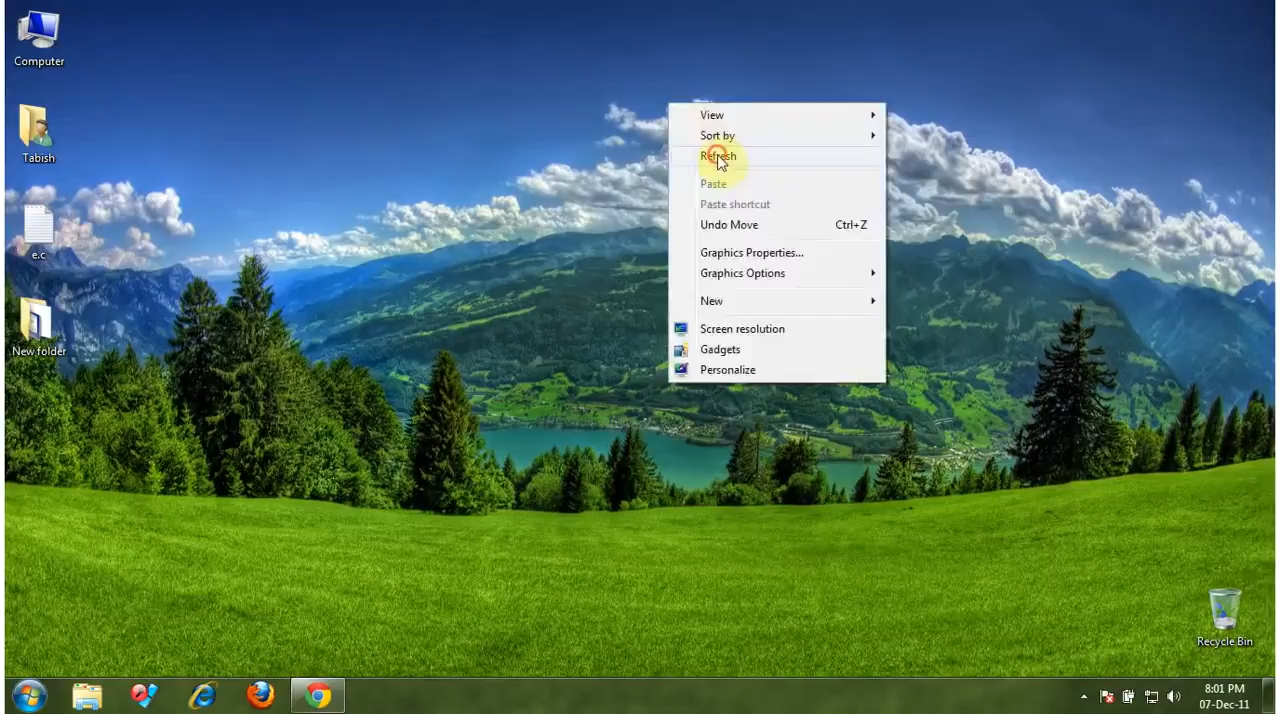 Computer
Tabish
e.c
New folder
View
Sort by
Refresh
Paste
Paste shortcut
Undo Move Ctrl+Z
Graphics Properties...
Graphics Options
New
Screen resolution
Gadgets
Personalize
Recycle Bin
8:01 PM
07-Dec-11